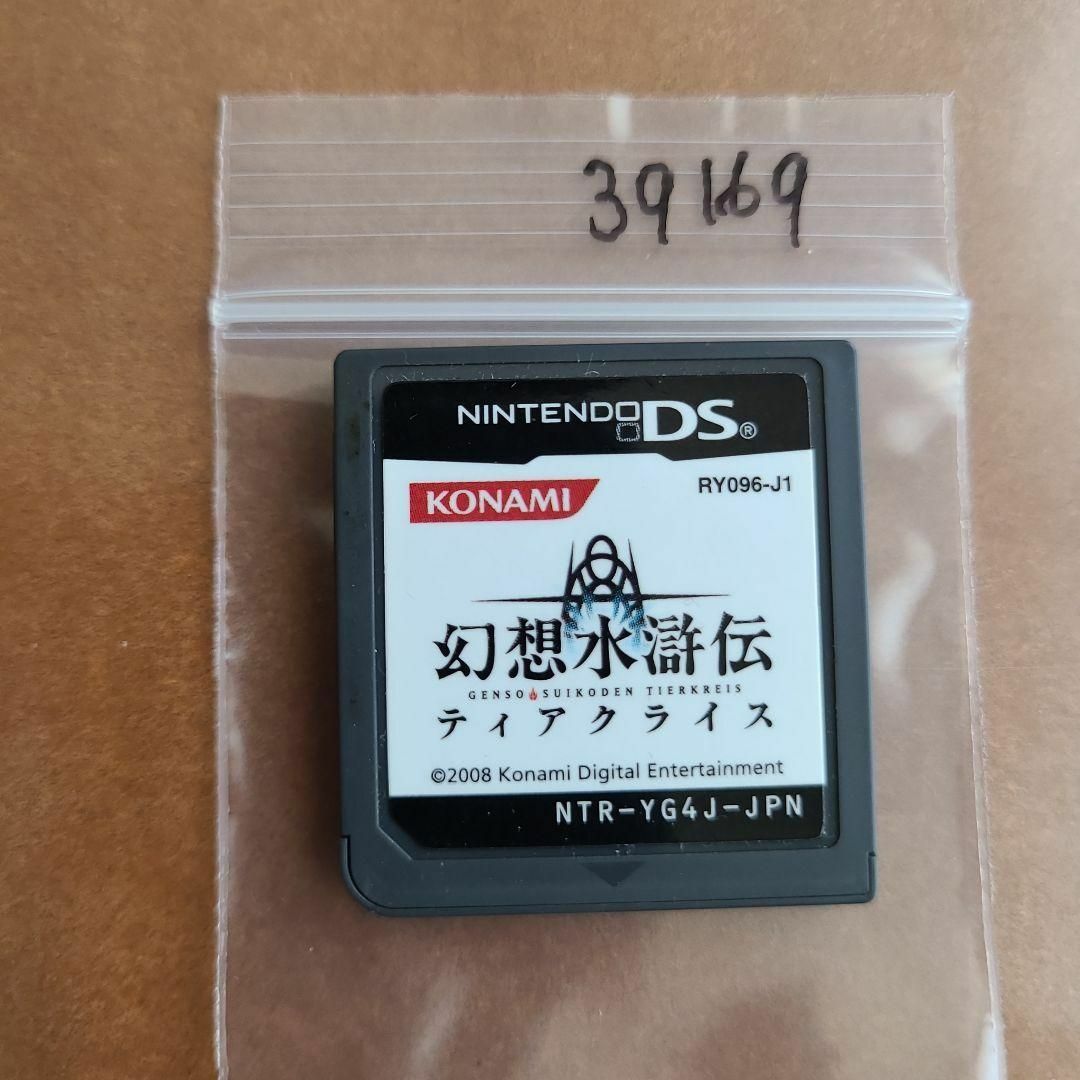 39169
NINTENDO DS®
KONAMI
RY096-J1
幻想水滸伝
GENSO SUIKODEN TIERKREIS
ティアクライス
©2008 Konami Digital Entertainment
NTR-YG4J-JPN